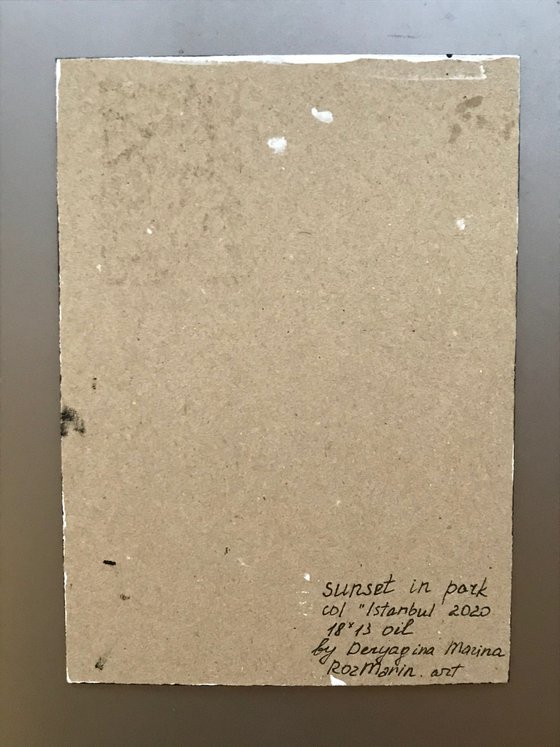 sunset in park
col "Istanbul 2020
18*13 oil
by Deryagina Marina
RozMarin.art